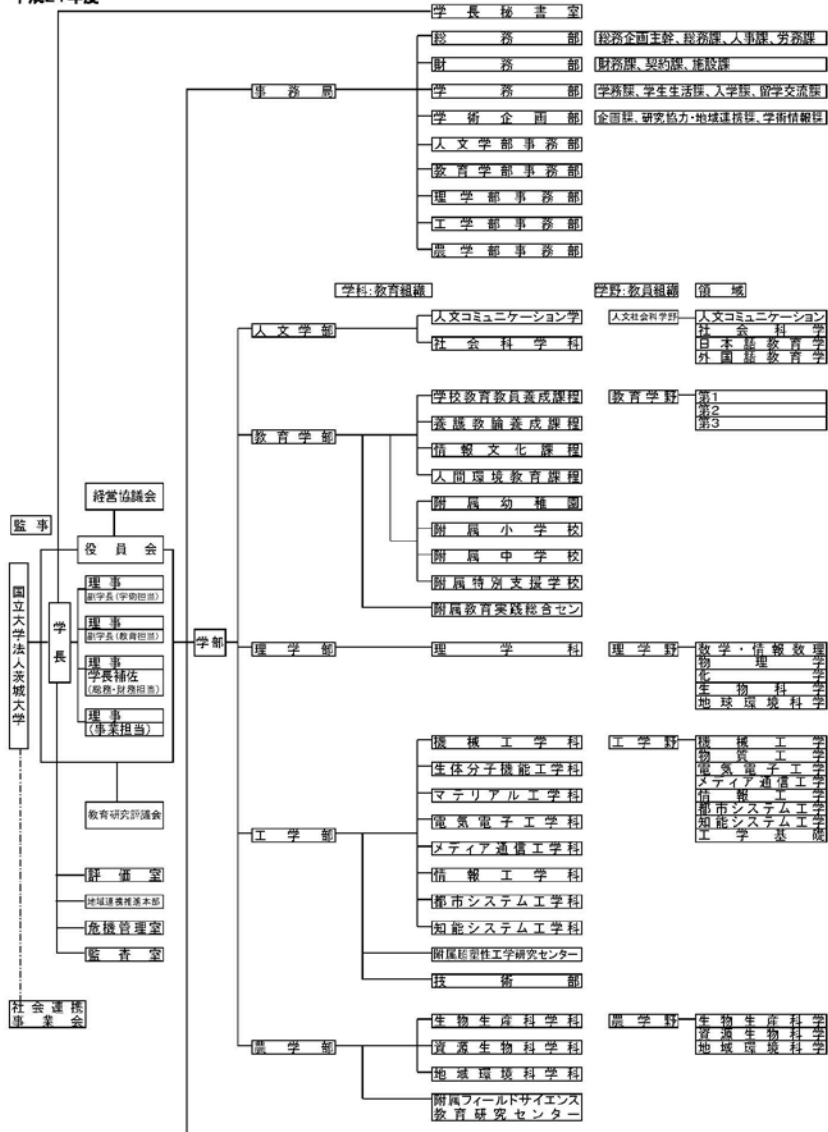 平成21年度
学長秘書室
総務部 総務企画主幹、総務課、人事課、労務課
財務部 財務課、契約課、施設課
事務局 学務部 学務課、学生生活課、入学課、留学交流課
学術企画部 企画課、研究協力・地域連携課、学術情報課
人文学部事務部
教育学部事務部
理学部事務部
工学部事務部
農学部事務部
学科:教育組織 学野:教員組織 領域
人文学部
人文コミュニケーション学
社会科学科
人文社会科学野
人文コミュニケーション
社会科学
日本語教育学
外国語教育学
教育学部
学校教育教員養成課程
養護教諭養成課程
情報文化課程
人間環境教育課程
附属幼稚園
附属小学校
附属中学校
附属特別支援学校
附属教育実践総合セン
教育学野
第1
第2
第3
経営協議会
監事
役員会
国立大学法人茨城大学
学長
理事
副学長(学術担当)
理事
副学長(教育担当)
理事
学長補佐
(総務・財務担当)
理事
(事業担当)
教育研究評議会
評価室
地域連携推進本部
危機管理室
監査室
社会連携
事業会
学部
理学部
理学科
理学野
数学・情報数理
物理学
化学
生物科学
地球環境科学
工学部
機械工学科
生体分子機能工学科
マテリアル工学科
電気電子工学科
メディア通信工学科
情報工学科
都市システム工学科
知能システム工学科
附属超塑性工学研究センター
技術部
工学野
機械工学
物質工学
電気電子工学
メディア通信工学
情報工学
都市システム工学
知能システム工学
工学基礎
農学部
生物生産科学科
資源生物科学科
地域環境科学科
附属フィールドサイエンス
教育研究センター
農学野
生物生産科学
資源生物科学
地域環境科学